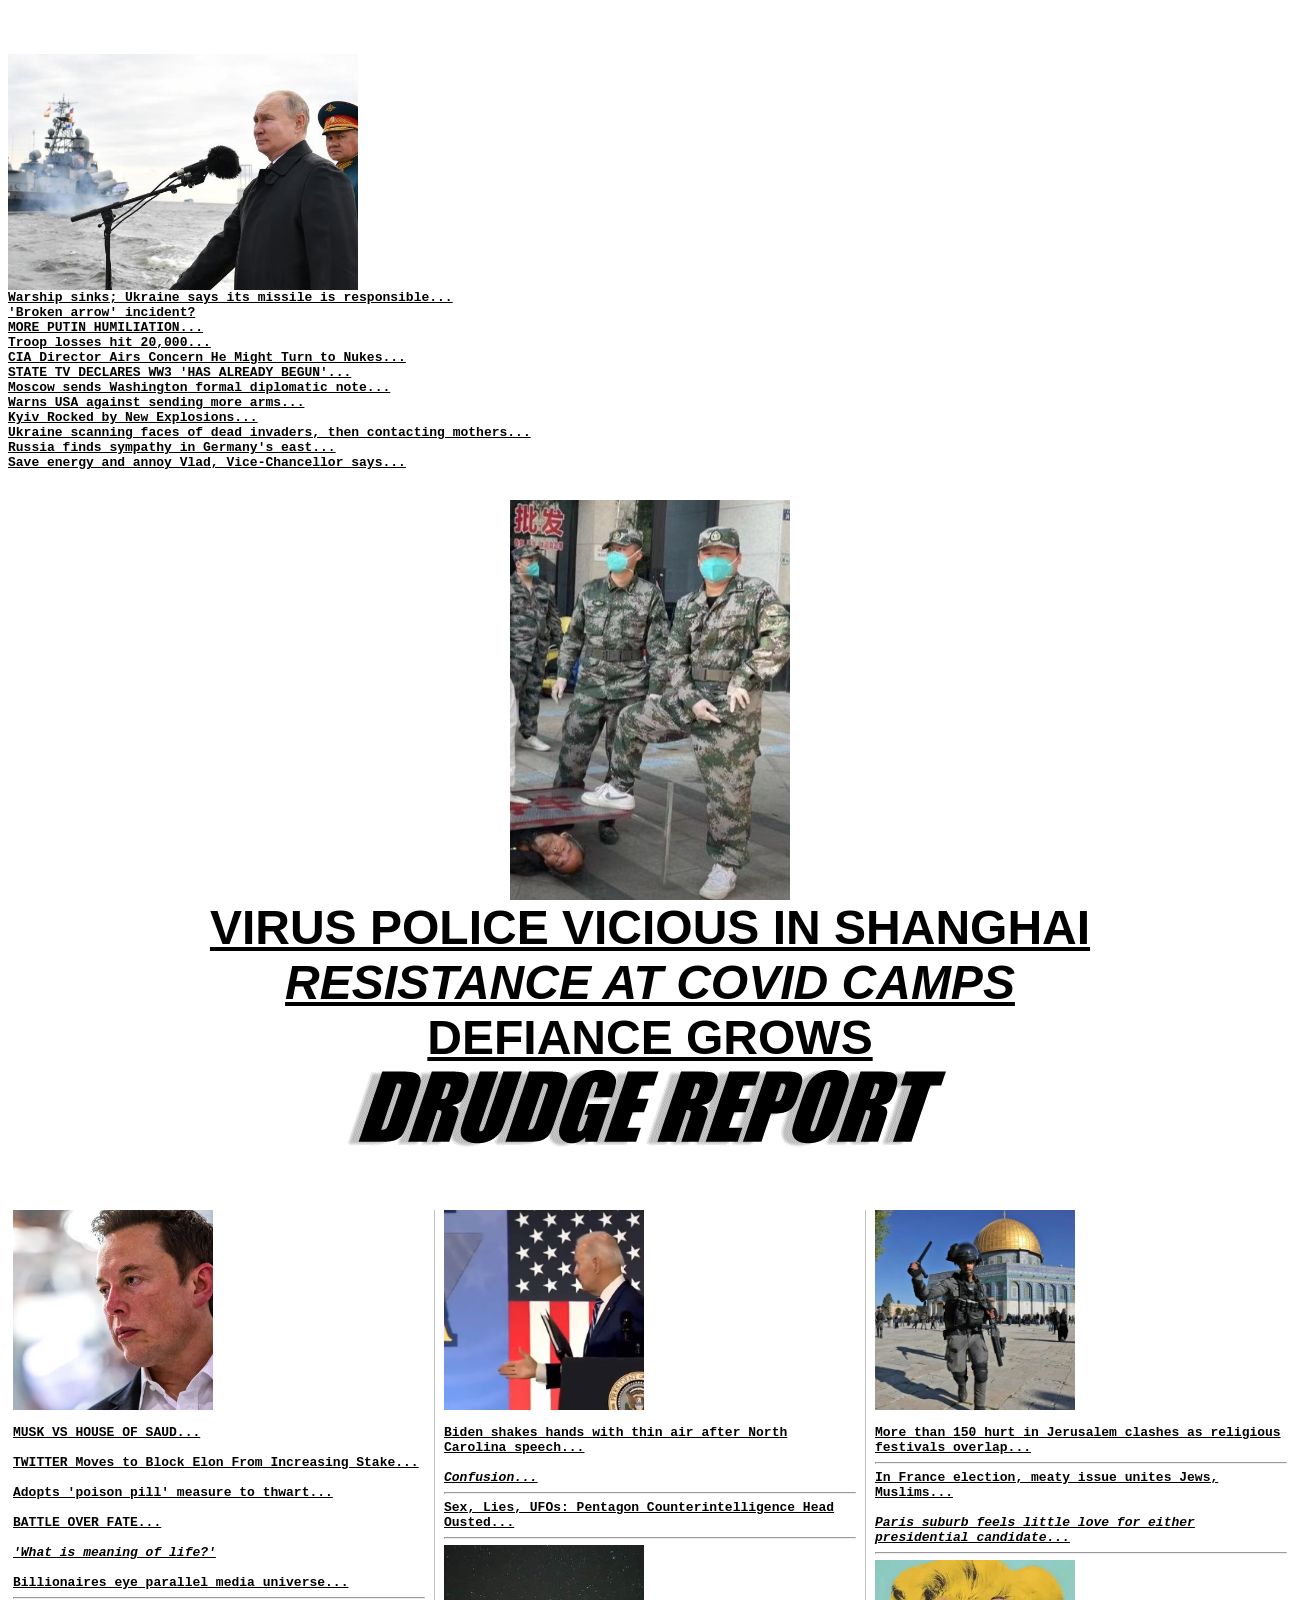 Warship sinks; Ukraine says its missile is responsible...
'Broken arrow' incident?
MORE PUTIN HUMILIATION...
Troop losses hit 20,000...
CIA Director Airs Concern He Might Turn to Nukes...
STATE TV DECLARES WW3 'HAS ALREADY BEGUN'...
Moscow sends Washington formal diplomatic note...
Warns USA against sending more arms...
Kyiv Rocked by New Explosions...
Ukraine scanning faces of dead invaders, then contacting mothers...
Russia finds sympathy in Germany's east...
Save energy and annoy Vlad, Vice-Chancellor says...
批发
VIRUS POLICE VICIOUS IN SHANGHAI
RESISTANCE AT COVID CAMPS
DEFIANCE GROWS
DRUDGE REPORT
MUSK VS HOUSE OF SAUD...
TWITTER Moves to Block Elon From Increasing Stake...
Adopts 'poison pill' measure to thwart...
BATTLE OVER FATE...
'What is meaning of life?'
Billionaires eye parallel media universe...
Biden shakes hands with thin air after North
Carolina speech...
Confusion...
Sex, Lies, UFOs: Pentagon Counterintelligence Head
Ousted...
More than 150 hurt in Jerusalem clashes as religious
festivals overlap...
In France election, meaty issue unites Jews,
Muslims...
Paris suburb feels little love for either
presidential candidate...